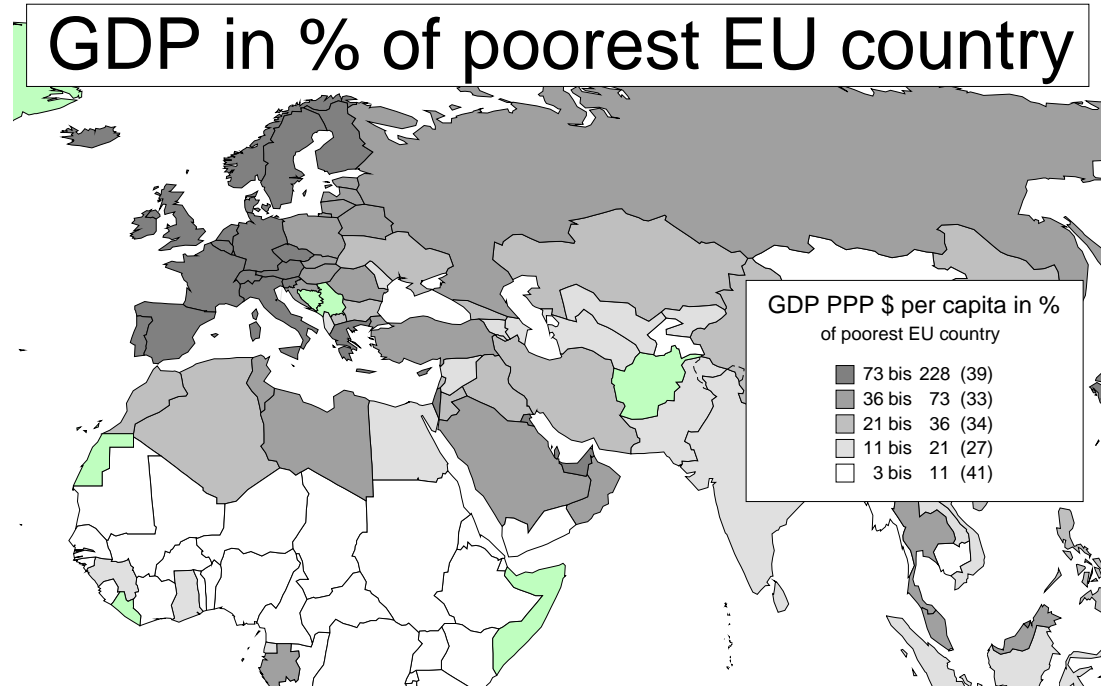 GDP in % of poorest EU country
GDP PPP $ per capita in %
of poorest EU country
73 bis 228 (39)
36 bis 73 (33)
21 bis 36 (34)
11 bis 21 (27)
3 bis 11 (41)